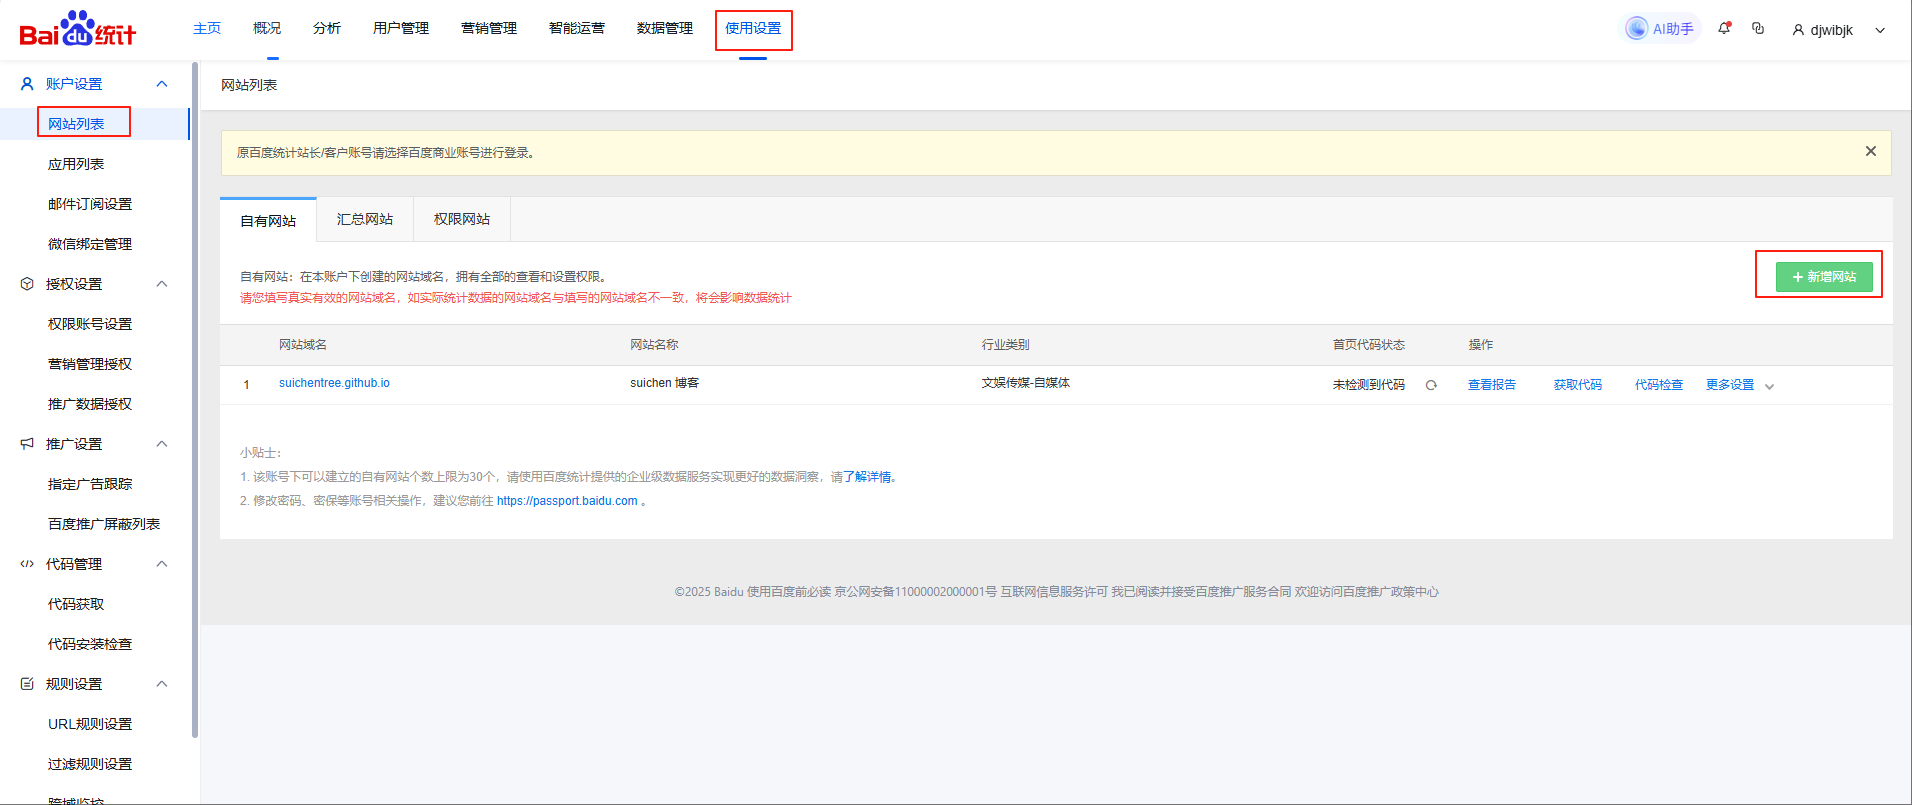 Baidu统计
主页 概况 分析 用户管理 营销管理 智能运营 数据管理 使用设置 AI助手 djwibjk
账户设置
网站列表
应用列表
邮件订阅设置
微信绑定管理
授权设置
权限账号设置
营销管理授权
推广数据授权
推广设置
指定广告跟踪
百度推广屏蔽列表
代码管理
代码获取
代码安装检查
规则设置
URL规则设置
过滤规则设置
跨域监控
网站列表
原百度统计站长/客户账号请选择百度商业账号进行登录。
自有网站 汇总网站 权限网站
自有网站：在本账户下创建的网站域名，拥有全部的查看和设置权限。
请您填写真实有效的网站域名，如实际统计数据的网站域名与填写的网站域名不一致，将会影响数据统计
+ 新增网站
网站域名 网站名称 行业类别 首页代码状态 操作
1 suichentree.github.io suichen 博客 文娱传媒-自媒体 未检测到代码 查看报告 获取代码 代码检查 更多设置
小贴士：
1. 该账号下可以建立的自有网站个数上限为30个，请使用百度统计提供的企业级数据服务实现更好的数据洞察，请了解详情。
2. 修改密码、密保等账号相关操作，建议您前往 https://passport.baidu.com 。
©2025 Baidu 使用百度前必读 京公网安备11000002000001号 互联网信息服务许可 我已阅读并接受百度推广服务合同 欢迎访问百度推广政策中心